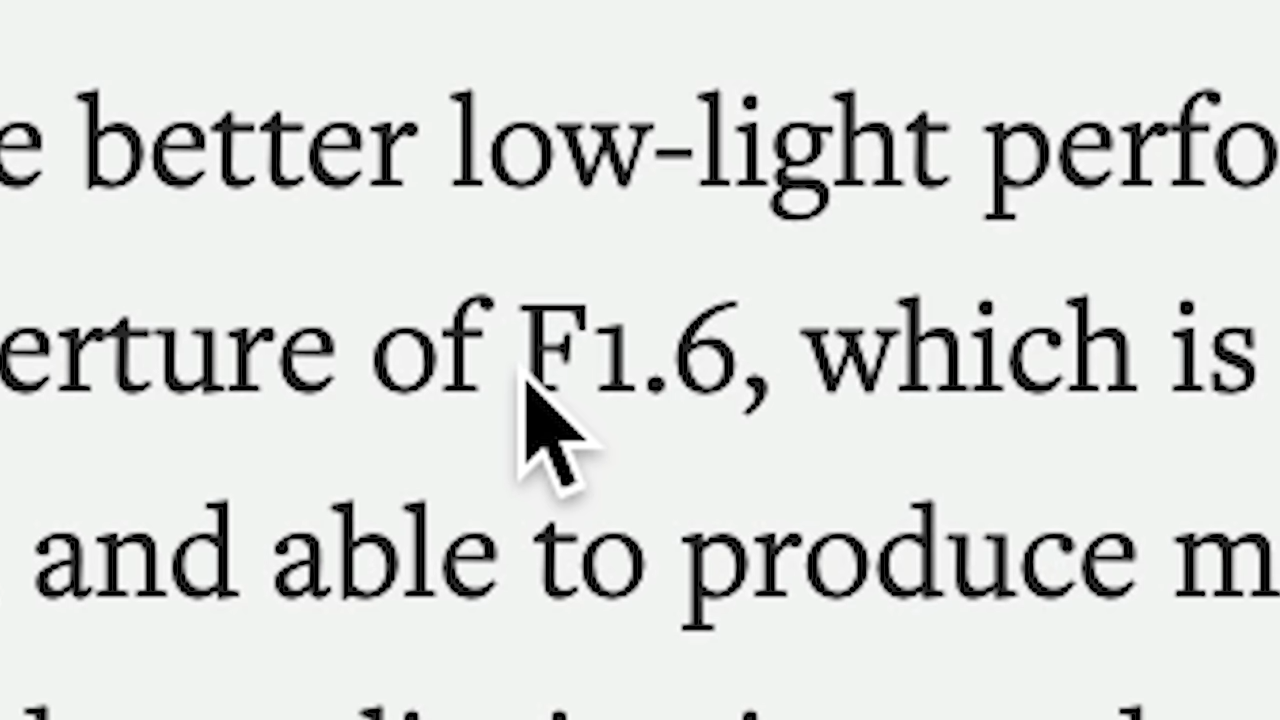 e better low-light perfo
erture of F1.6, which is
and able to produce m